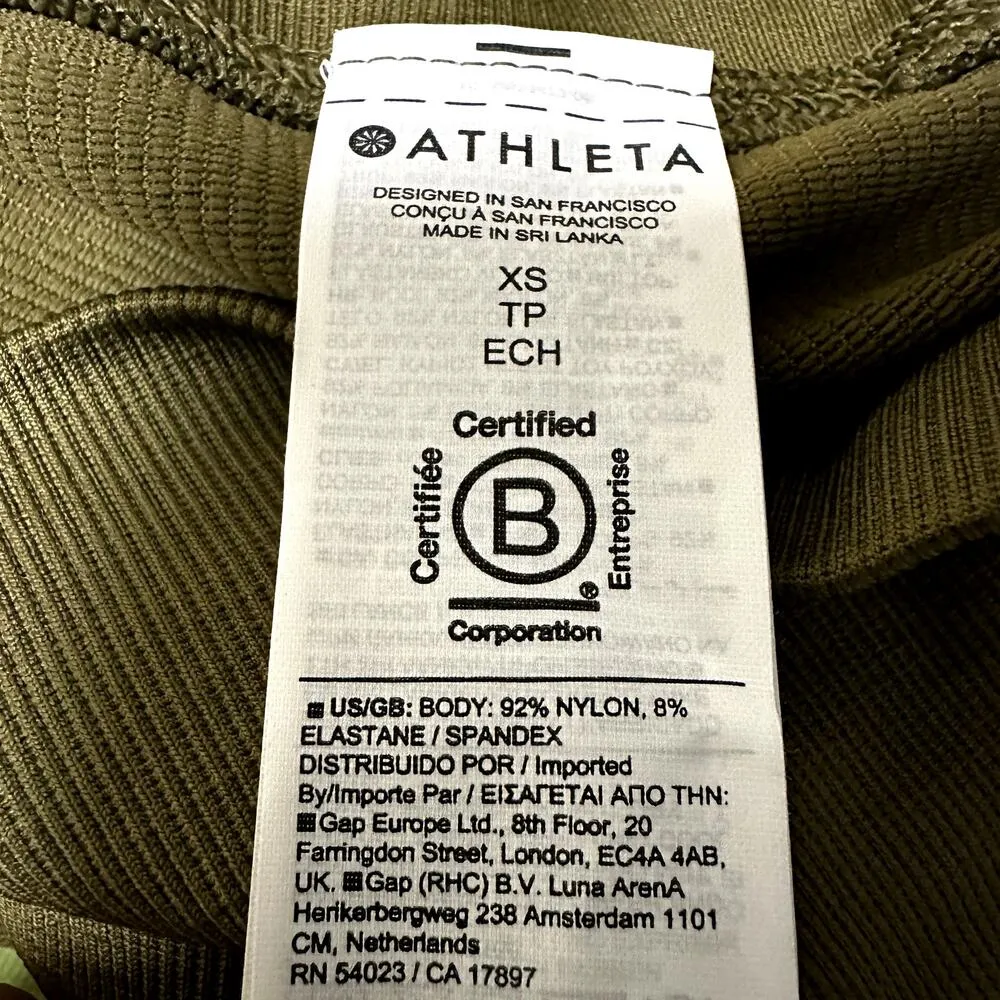 ATHLETA
DESIGNED IN SAN FRANCISCO
CONÇU À SAN FRANCISCO
MADE IN SRI LANKA
XS
TP
ECH
Certified
Certifiée
B
Entreprise
®
Corporation
US/GB: BODY: 92% NYLON, 8%
ELASTANE / SPANDEX
DISTRIBUIDO POR / Imported
By/Importe Par / ΕΙΣΑΓΕΤΑΙ ΑΠΟ ΤΗΝ:
Gap Europe Ltd., 8th Floor, 20
Farringdon Street, London, EC4A 4AB,
UK. Gap (RHC) B.V. Luna ArenA
Herikerbergweg 238 Amsterdam 1101
CM, Netherlands
RN 54023 / CA 17897